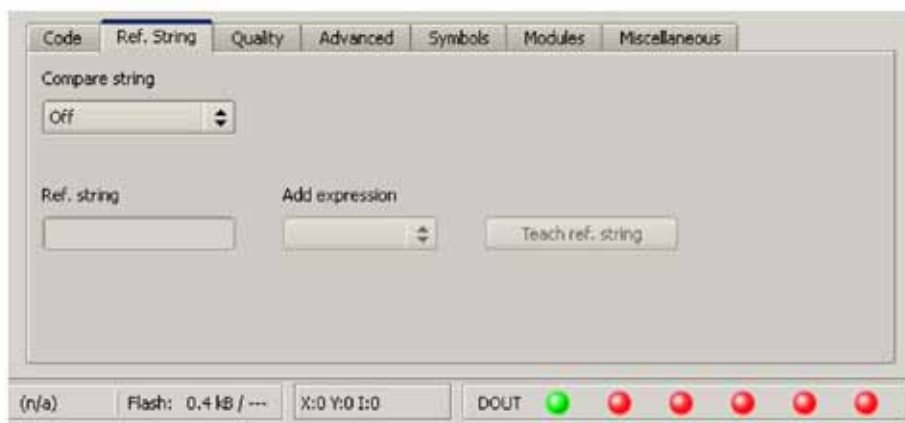 Code Ref. String Quality Advanced Symbols Modules Miscellaneous
Compare string
Off
Ref. string Add expression
Teach ref. string
(n/a) Flash: 0.4 kB / --- X:0 Y:0 I:0 DOUT